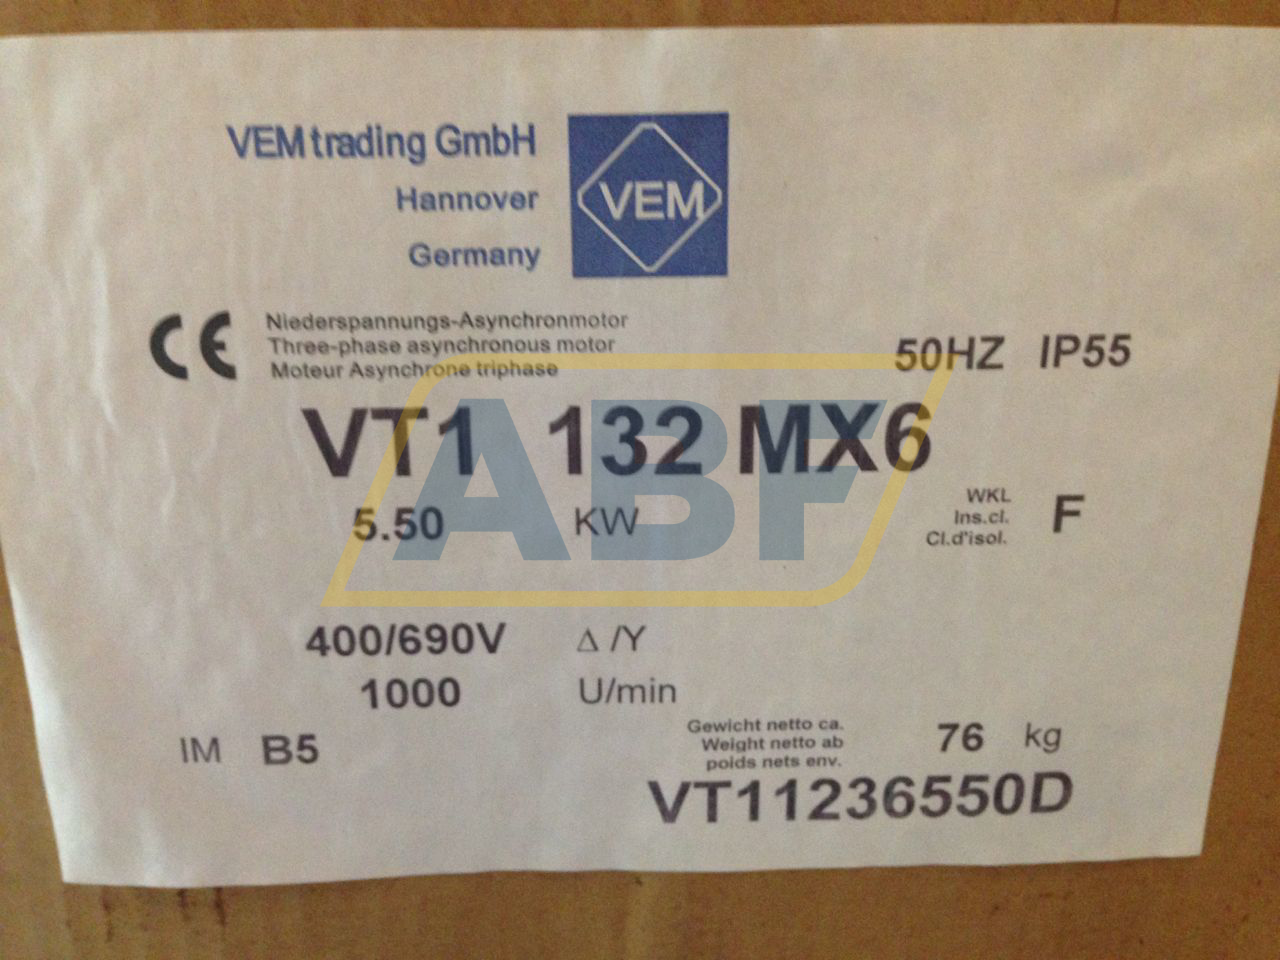 VEM trading GmbH
Hannover
Germany
VEM
CE
Niederspannungs-Asynchronmotor
Three-phase asynchronous motor
Moteur Asynchrone triphase
50HZ IP55
VT1 132 MX6
ABF
5.50 KW
WKL
Ins.cl.
Cl.d'isol.
F
400/690V Δ /Y
1000 U/min
IM B5
Gewicht netto ca.
Weight netto ab
poids nets env.
76 kg
VT11236550D